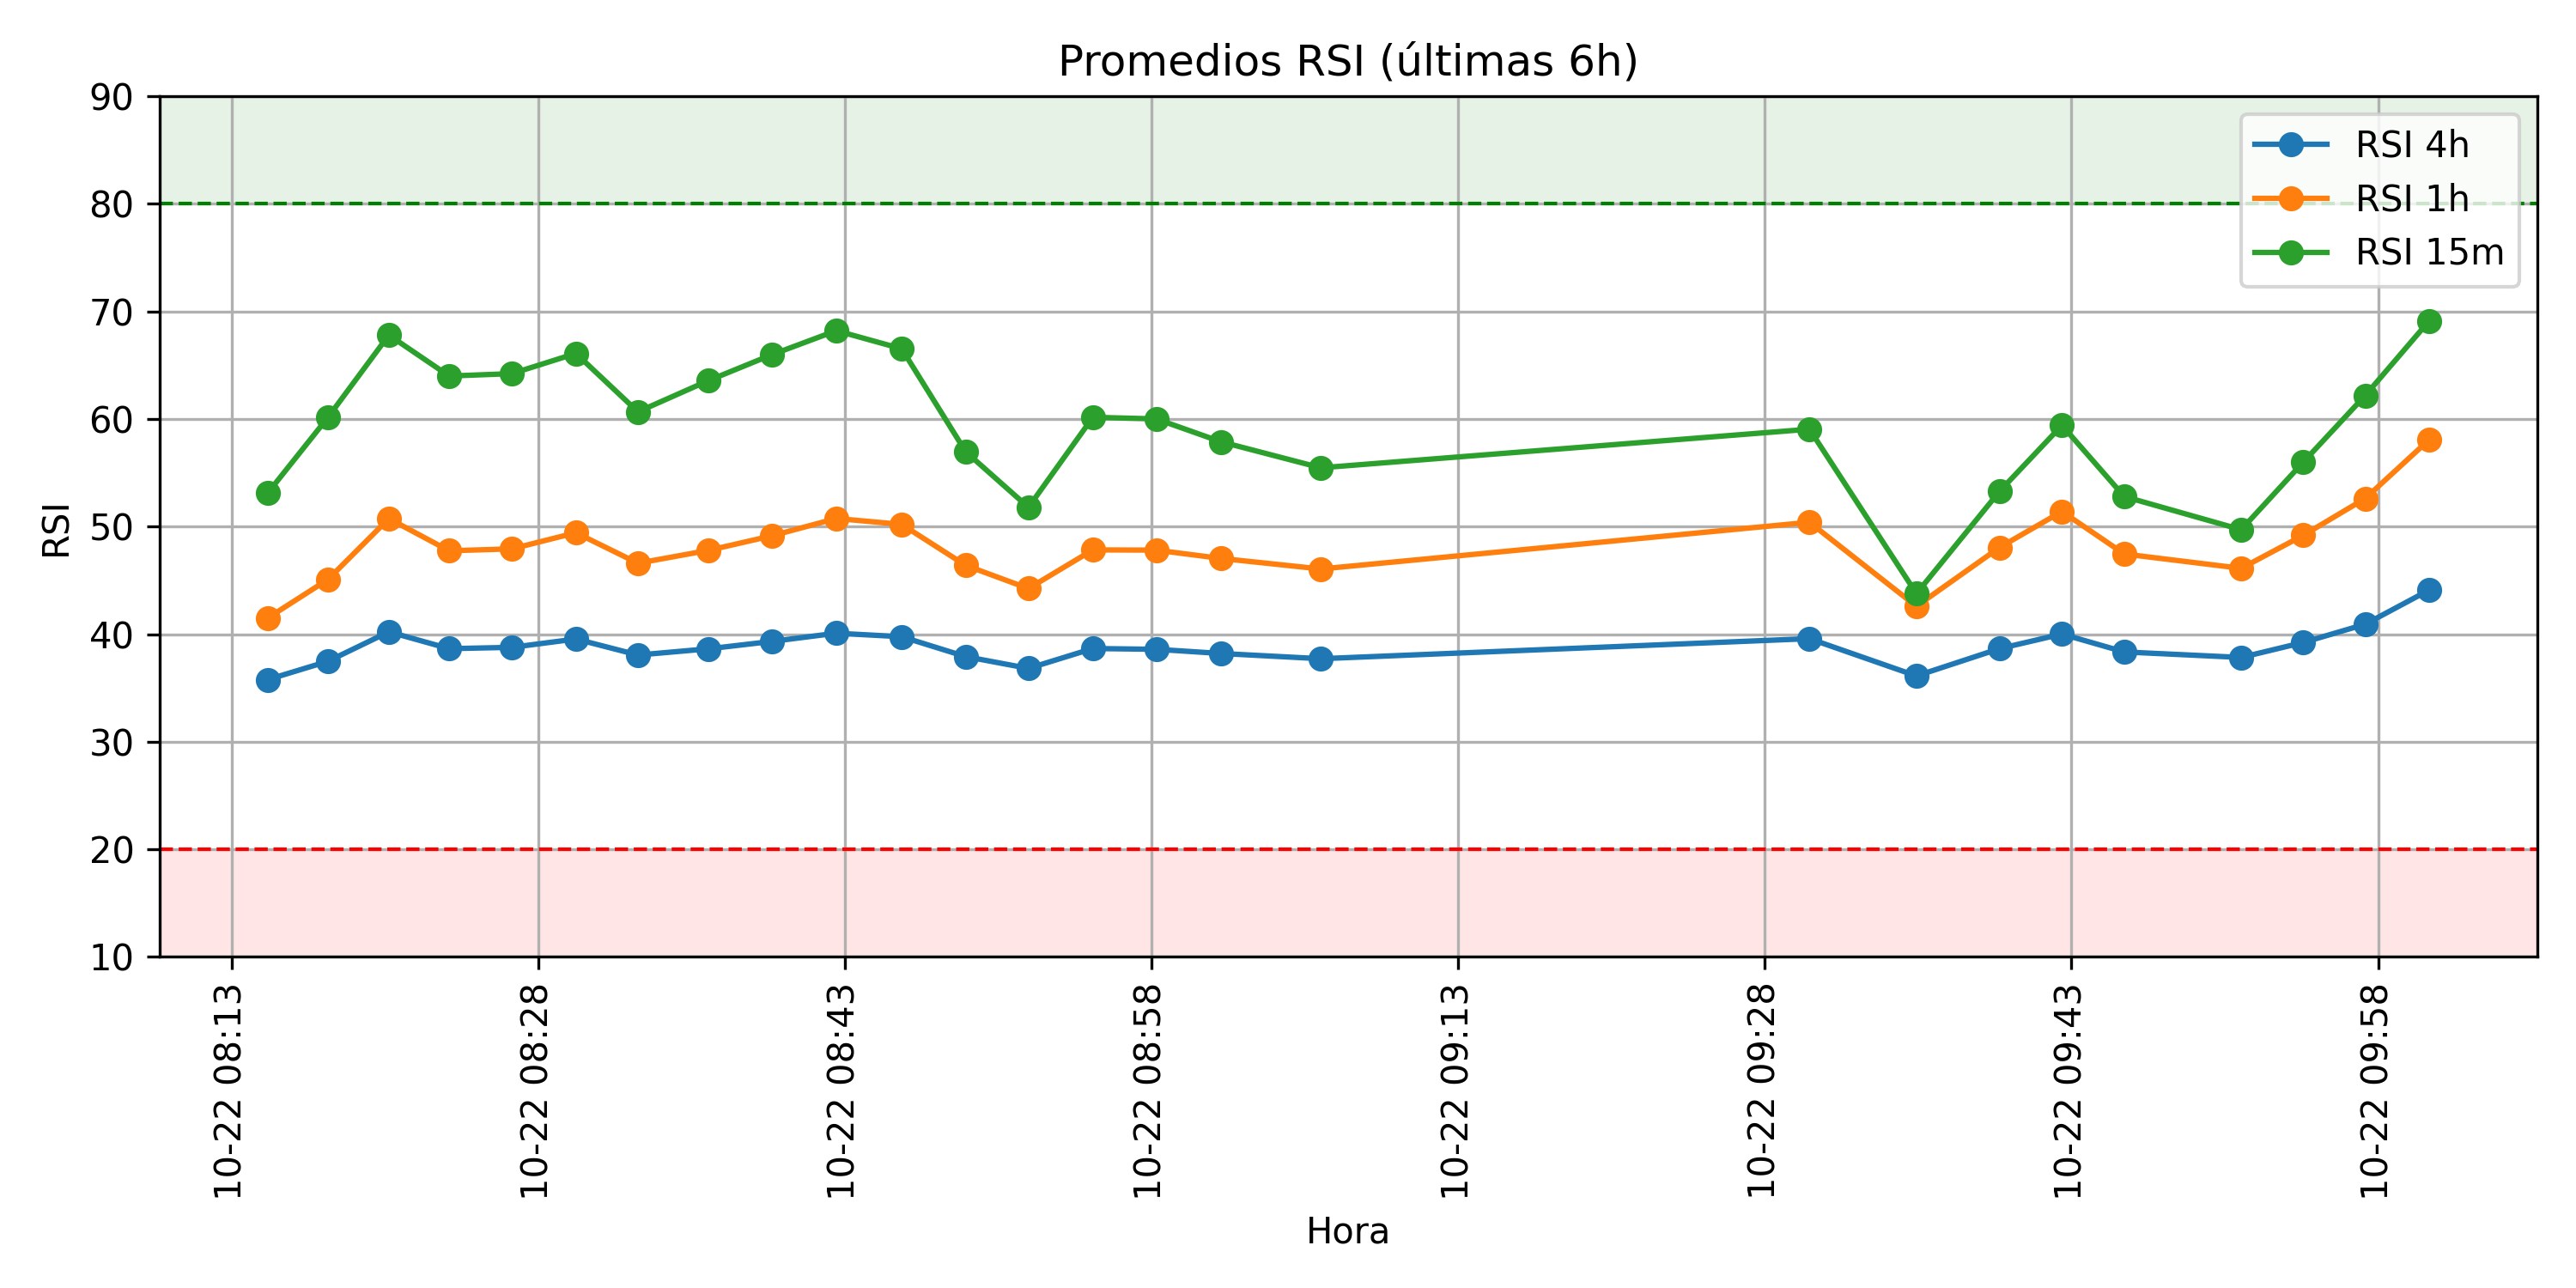 Promedios RSI (últimas 6h)
90
80
70
60
50
40
30
20
10
RSI
RSI 4h
RSI 1h
RSI 15m
10-22 08:13
10-22 08:28
10-22 08:43
10-22 08:58
10-22 09:13
10-22 09:28
10-22 09:43
10-22 09:58
Hora